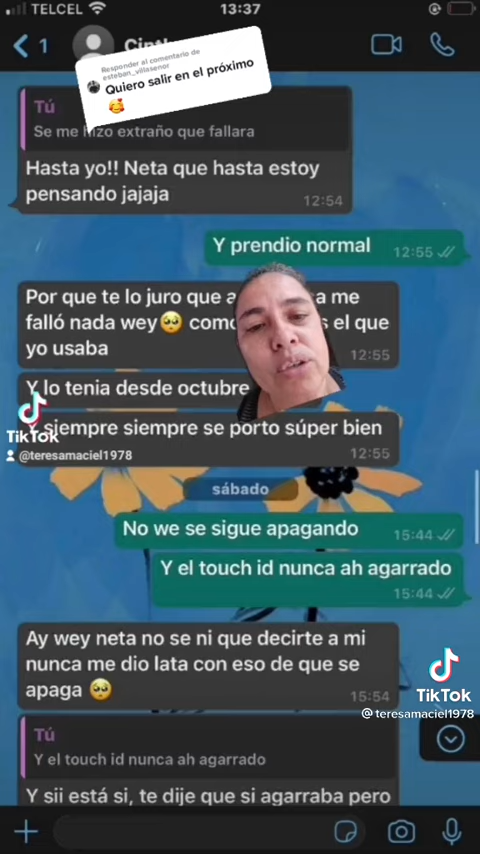 TELCEL
13:37
1
Responder al comentario de
esteban_villasenor
Quiero salir en el próximo
🥰
Tú
Se me hizo extraño que fallara
Hasta yo!! Neta que hasta estoy
pensando jajaja
12:54
Y prendio normal
12:55
Por que te lo juro que a me
falló nada wey🥺 como s el que
yo usaba
12:55
Y lo tenia desde octubre
Y siempre siempre se porto súper bien
12:55
TikTok
@teresamaciel1978
sábado
No we se sigue apagando
15:44
Y el touch id nunca ah agarrado
15:44
Ay wey neta no se ni que decirte a mi
nunca me dio lata con eso de que se
apaga 🥺
15:54
TikTok
@teresamaciel1978
Tú
Y el touch id nunca ah agarrado
Y sii está si, te dije que si agarraba pero